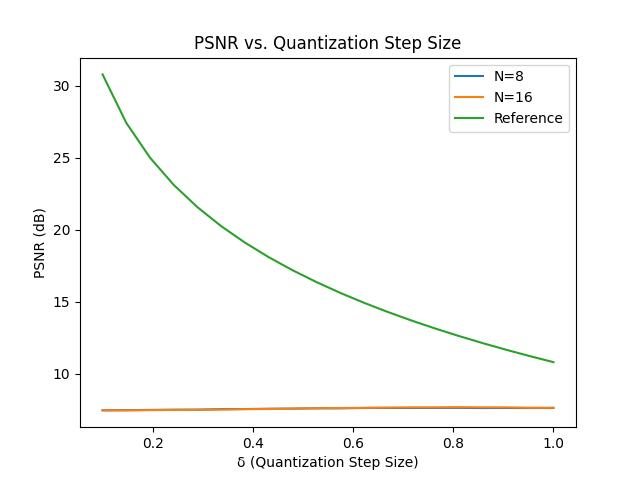 PSNR vs. Quantization Step Size
N=8
N=16
Reference
30
25
20
15
10
PSNR (dB)
0.2 0.4 0.6 0.8 1.0
δ (Quantization Step Size)